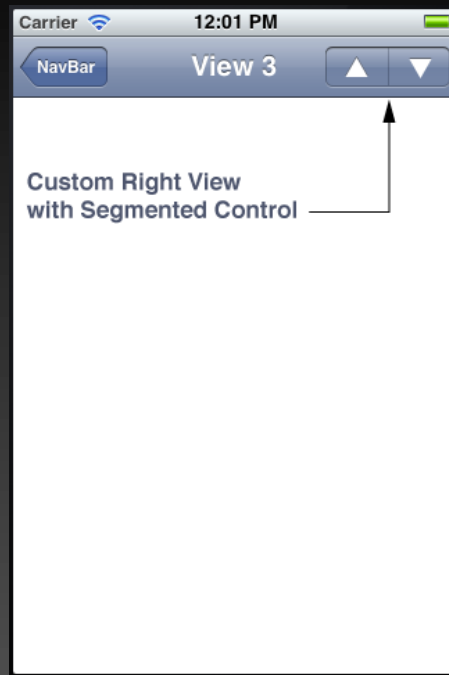 Carrier 12:01 PM
NavBar View 3
Custom Right View
with Segmented Control